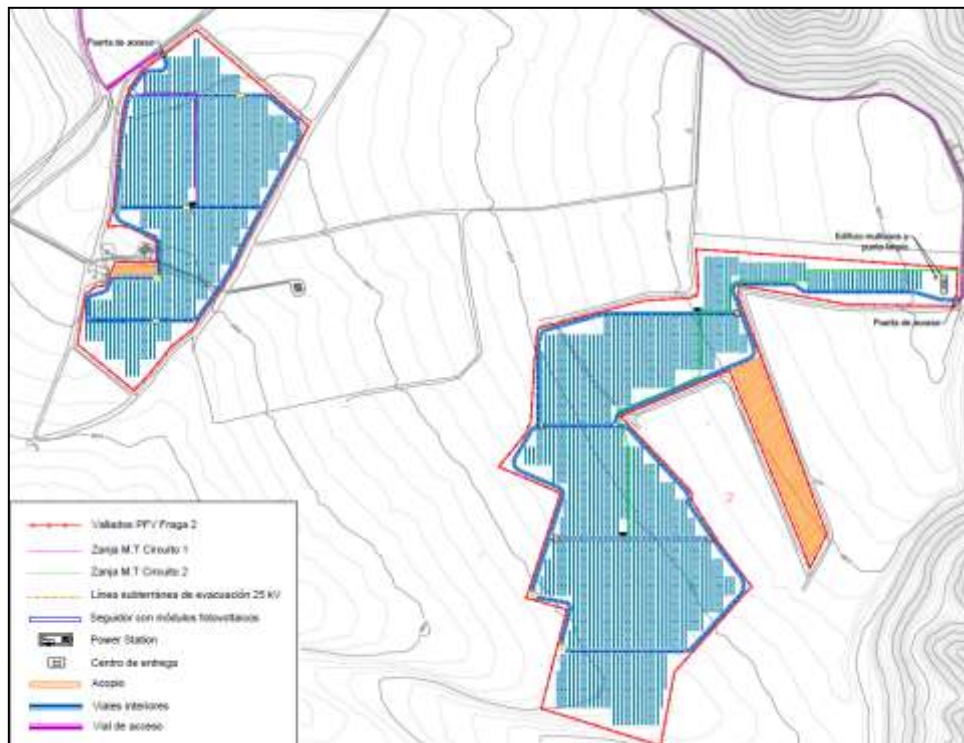 Puerta de acceso
Edificio multiusos y
punto limpio
Puerta de acceso
2
Vallados PFV Fraga 2
Zanja M.T Circuito 1
Zanja M.T Circuito 2
Línea subterránea de evacuación 25 kV
Seguidor con módulos fotovoltaicos
Power Station
Centro de entrega
Acopio
Viales interiores
Vial de acceso